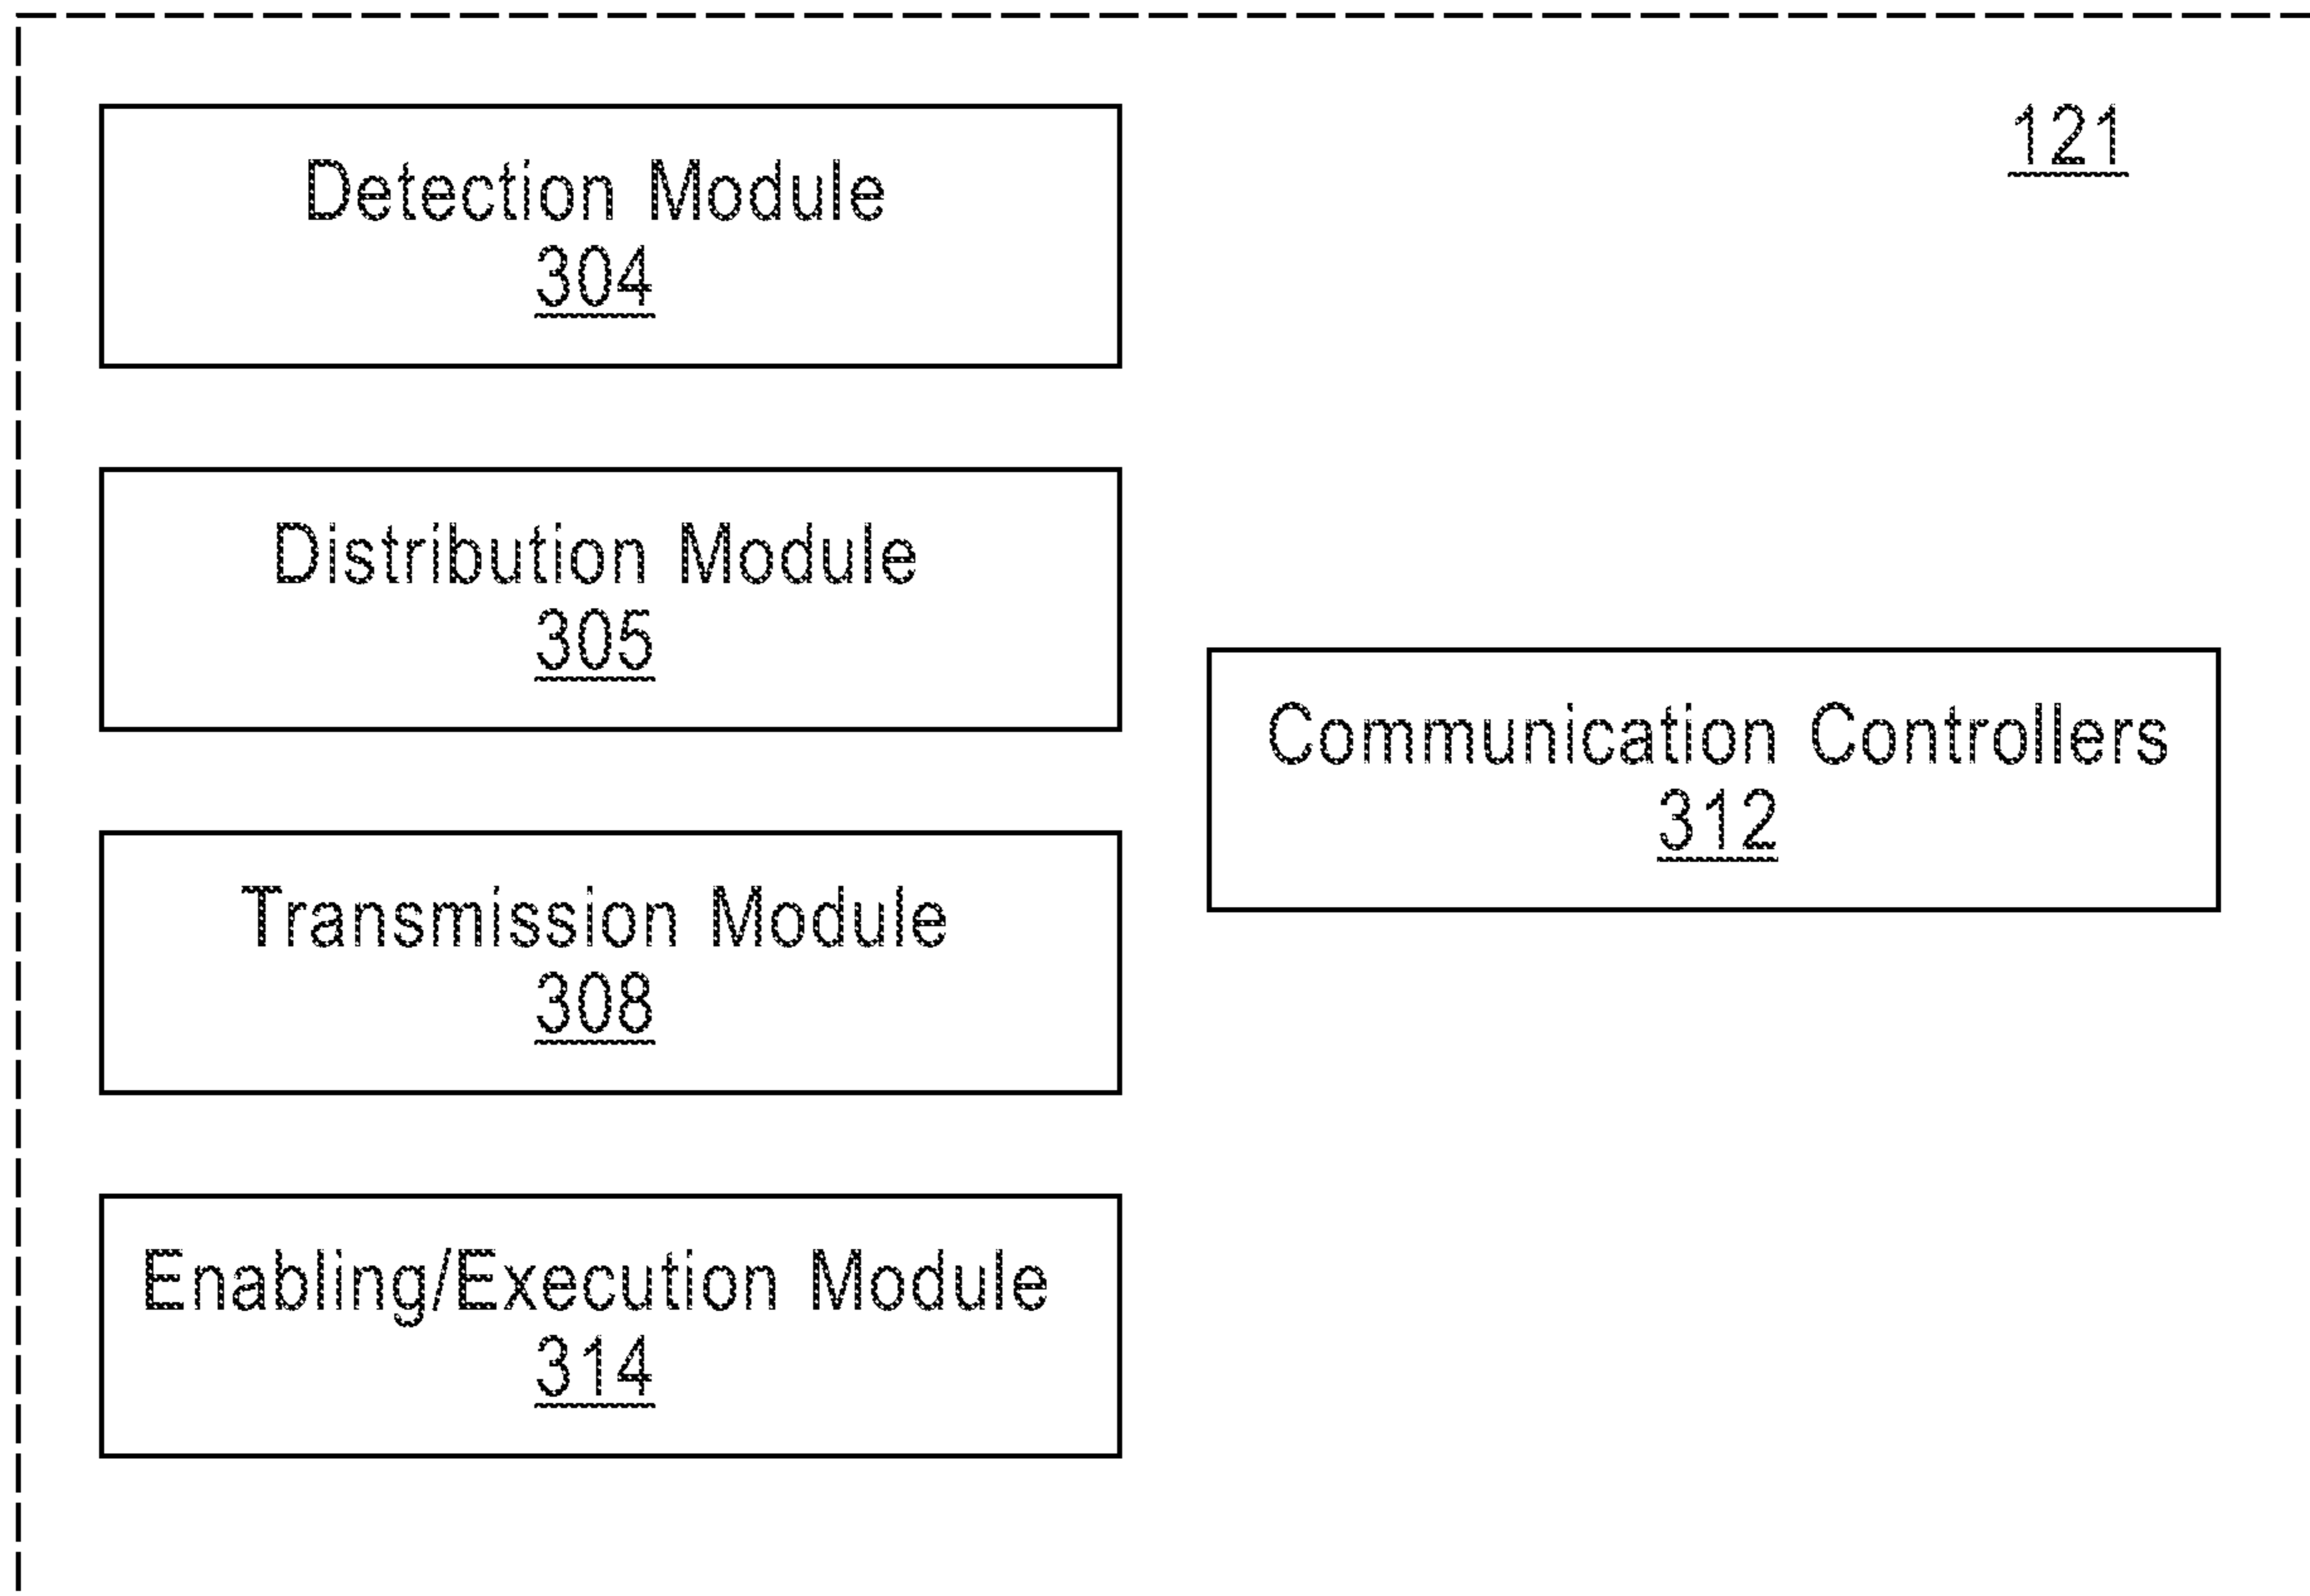 121
Detection Module
304
Distribution Module
305
Communication Controllers
312
Transmission Module
308
Enabling/Execution Module
314